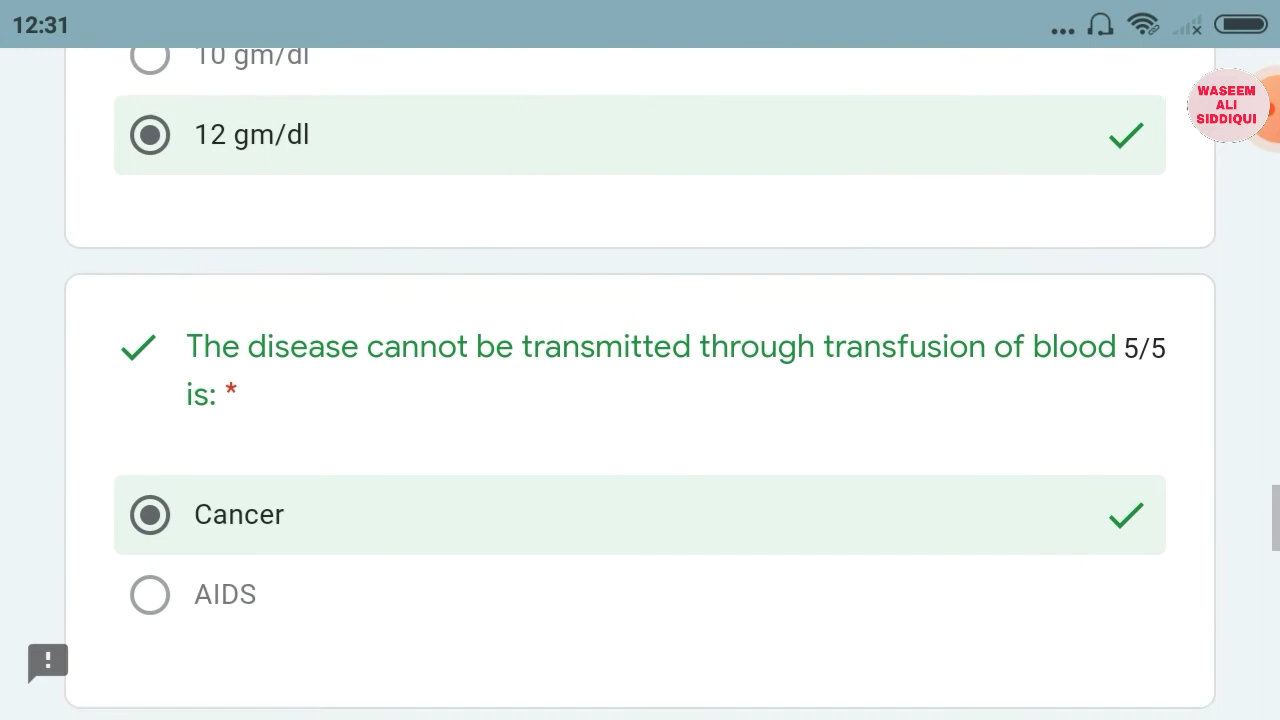 12:31
10 gm/dl
WASEEM
ALI
SIDDIQUI
12 gm/dl
The disease cannot be transmitted through transfusion of blood 5/5
is: *
Cancer
AIDS